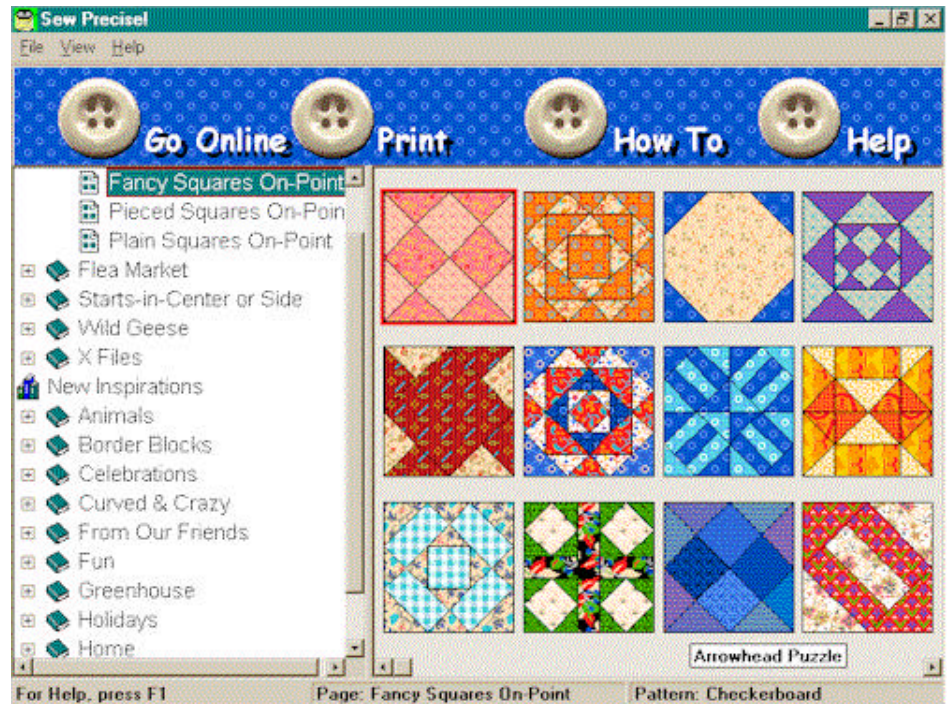 Sew Precise!
File View Help
Go Online Print How To Help
Fancy Squares On-Point
Pieced Squares On-Poin
Plain Squares On-Point
Flea Market
Starts-in-Center or Side
Wild Geese
X Files
New Inspirations
Animals
Border Blocks
Celebrations
Curved & Crazy
From Our Friends
Fun
Greenhouse
Holidays
Home
Arrowhead Puzzle
For Help, press F1 Page: Fancy Squares On-Point Pattern: Checkerboard